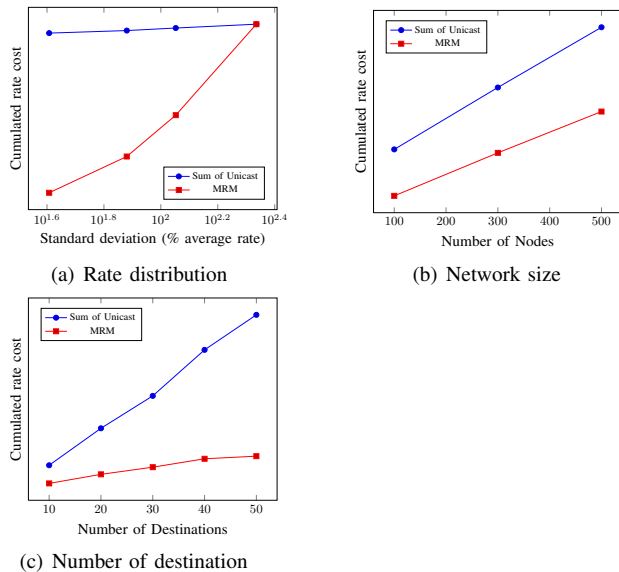 Cumulated rate cost
Sum of Unicast
MRM
10^1.6 10^1.8 10^2 10^2.2 10^2.4
Standard deviation (% average rate)
(a) Rate distribution
Cumulated rate cost
Sum of Unicast
MRM
100 200 300 400 500
Number of Nodes
(b) Network size
Cumulated rate cost
Sum of Unicast
MRM
10 20 30 40 50
Number of Destinations
(c) Number of destination